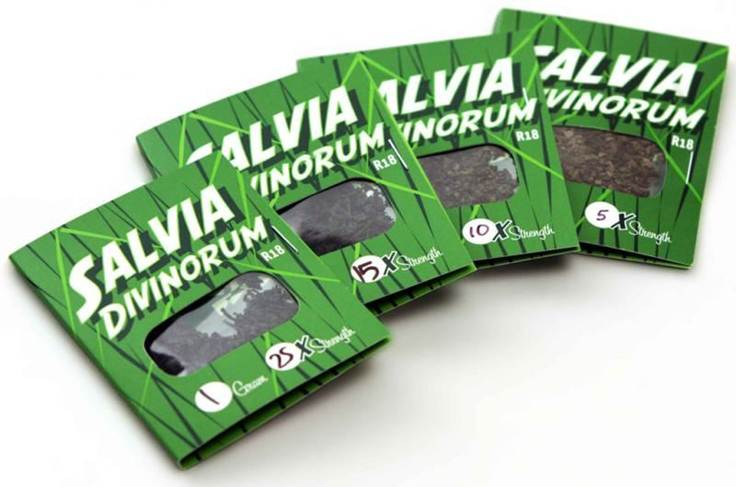 SALVIA
DIVINORUM
R18
1 Gram 25X Strength
SALVIA
DIVINORUM
R18
15X Strength
SALVIA
DIVINORUM
R18
10X Strength
SALVIA
DIVINORUM
R18
5X Strength